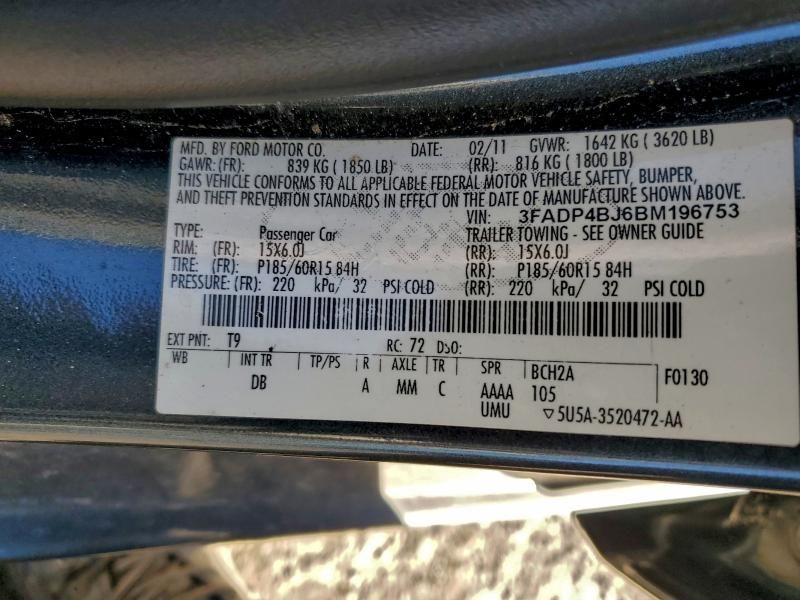 MFD. BY FORD MOTOR CO. DATE: 02/11 GVWR: 1642 KG ( 3620 LB)
GAWR:(FR): 839 KG ( 1850 LB) (RR): 816 KG ( 1800 LB)
THIS VEHICLE CONFORMS TO ALL APPLICABLE FEDERAL MOTOR VEHICLE SAFETY, BUMPER,
AND THEFT PREVENTION STANDARDS IN EFFECT ON THE DATE OF MANUFACTURE SHOWN ABOVE.
VIN: 3FADP4BJ6BM196753
TYPE: Passenger Car TRAILER TOWING - SEE OWNER GUIDE
RIM: (FR): 15X6.0J (RR): 15X6.0J
TIRE: (FR): P185/60R15 84H (RR): P185/60R15 84H
PRESSURE: (FR): 220 kPa/ 32 PSI COLD (RR): 220 kPa/ 32 PSI COLD
EXT PNT: T9 RC: 72 DSO:
WB INT TR TP/PS R AXLE TR SPR BCH2A F0130
DB A MM C AAAA 105
UMU ▽5U5A-3520472-AA